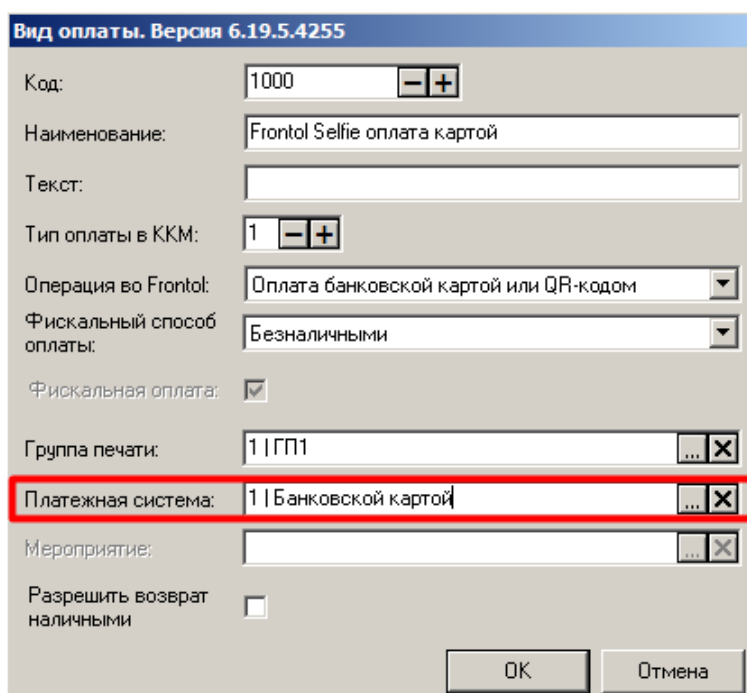 Вид оплаты. Версия 6.19.5.4255
Код: 1000
Наименование: Frontol Selfie оплата картой
Текст:
Тип оплаты в ККМ: 1
Операция во Frontol: Оплата банковской картой или QR-кодом
Фискальный способ
оплаты: Безналичными
Фискальная оплата:
Группа печати: 1 | ГП1 ...
Платежная система: 1 | Банковской картой ...
Мероприятие: ...
Разрешить возврат
наличными
ОК Отмена